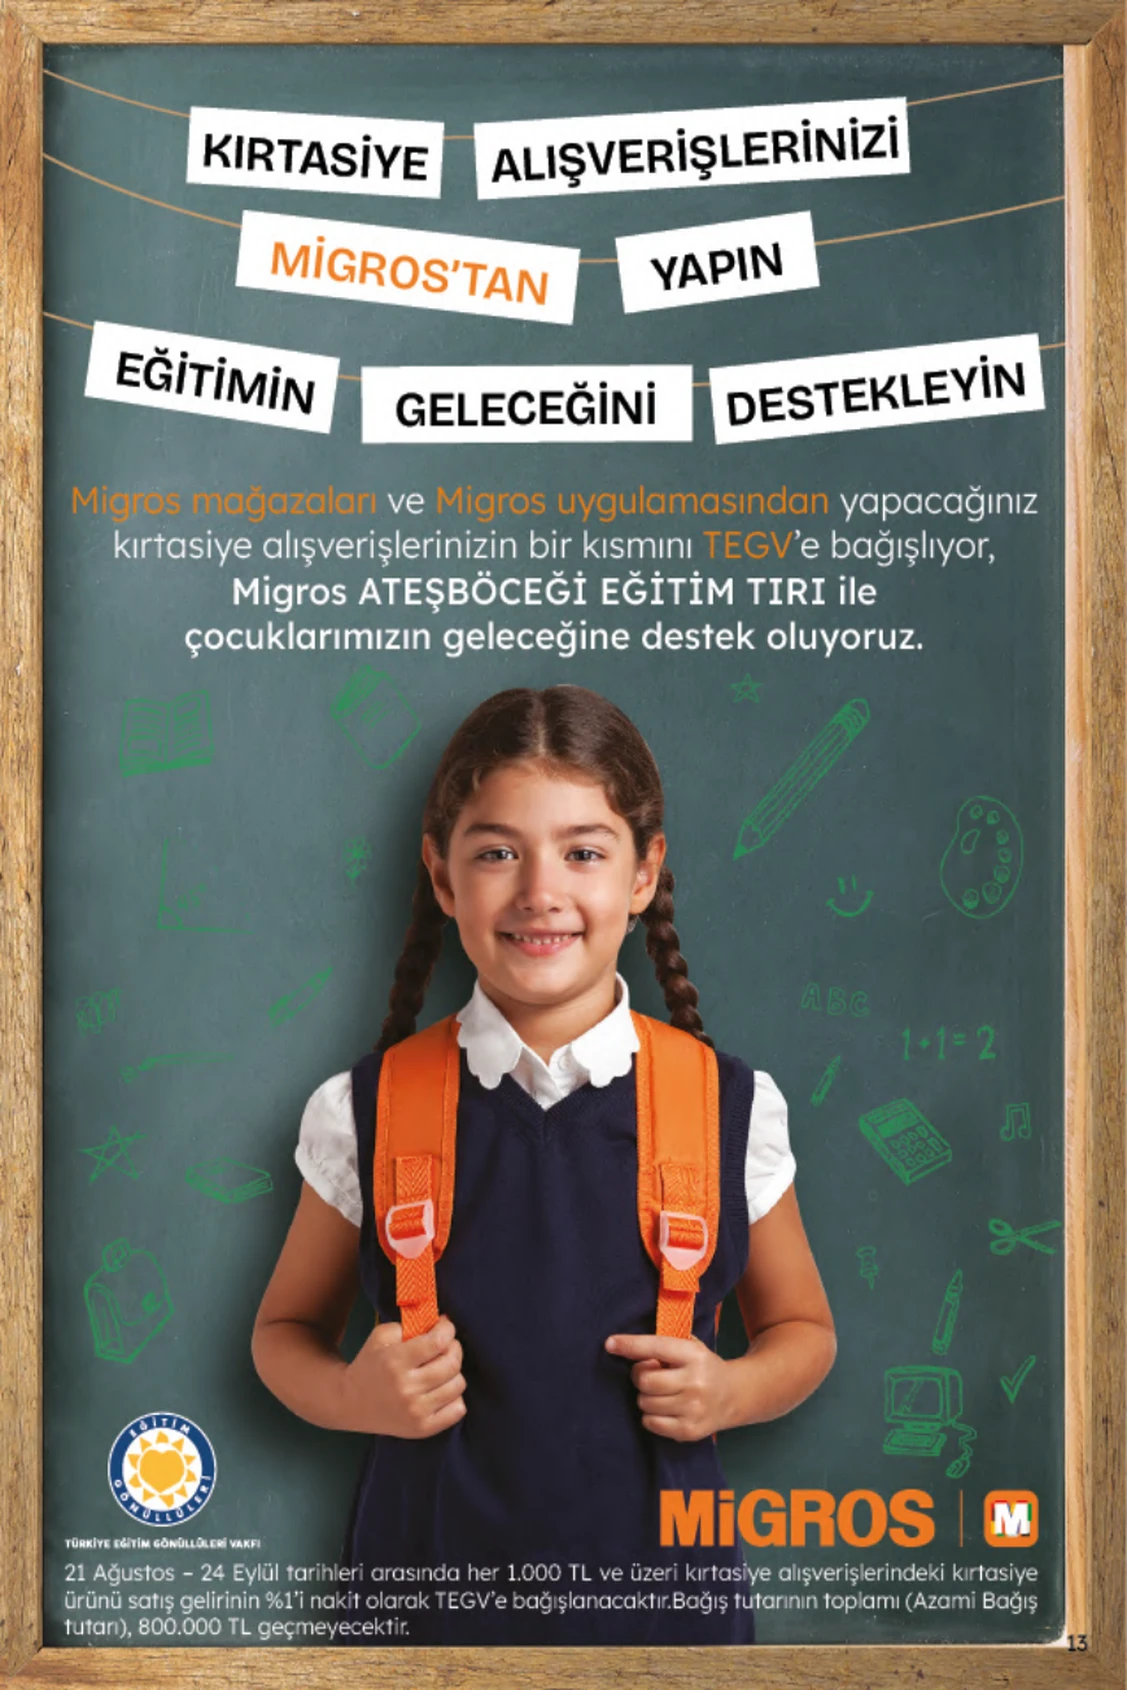 KIRTASİYE ALIŞVERİŞLERİNİZİ
MİGROS'TAN YAPIN
EĞİTİMİN GELECEĞİNİ DESTEKLEYİN
Migros mağazaları ve Migros uygulamasından yapacağınız
kırtasiye alışverişlerinizin bir kısmını TEGV'e bağışlıyor,
Migros ATEŞBÖCEĞİ EĞİTİM TIRI ile
çocuklarımızın geleceğine destek oluyoruz.
ABC
1+1=2
EĞİTİM
GÖNÜLLÜLERİ
TÜRKİYE EĞİTİM GÖNÜLLÜLERİ VAKFI
MiGROS | M
21 Ağustos – 24 Eylül tarihleri arasında her 1.000 TL ve üzeri kırtasiye alışverişlerindeki kırtasiye
ürünü satış gelirinin %1'i nakit olarak TEGV'e bağışlanacaktır.Bağış tutarının toplamı (Azami Bağış
tutarı), 800.000 TL geçmeyecektir.
13